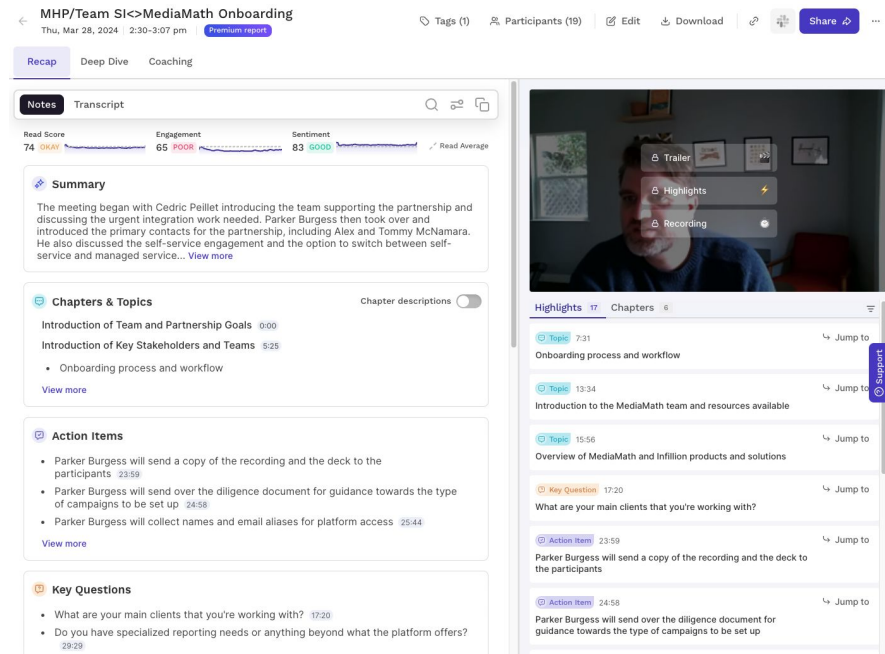 MHP/Team SI<>MediaMath Onboarding
Thu, Mar 28, 2024 | 2:30-3:07 pm Premium report
Tags (1) Participants (19) Edit Download Share
Recap Deep Dive Coaching
Notes Transcript
Read Score Engagement Sentiment
74 OKAY 65 POOR 83 GOOD Read Average
Summary
The meeting began with Cedric Peillet introducing the team supporting the partnership and
discussing the urgent integration work needed. Parker Burgess then took over and
introduced the primary contacts for the partnership, including Alex and Tommy McNamara.
He also discussed the self-service engagement and the option to switch between self-
service and managed service... View more
Chapters & Topics Chapter descriptions
Introduction of Team and Partnership Goals 0:00
Introduction of Key Stakeholders and Teams 5:25
• Onboarding process and workflow
View more
Action Items
• Parker Burgess will send a copy of the recording and the deck to the
participants 23:59
• Parker Burgess will send over the diligence document for guidance towards the type
of campaigns to be set up 24:58
• Parker Burgess will collect names and email aliases for platform access 25:44
View more
Key Questions
• What are your main clients that you're working with? 17:20
• Do you have specialized reporting needs or anything beyond what the platform offers?
29:29
Trailer
Highlights
Recording
Highlights 17 Chapters 6
Topic 7:31 Jump to
Onboarding process and workflow
Topic 13:34 Jump to
Introduction to the MediaMath team and resources available
Topic 15:56 Jump to
Overview of MediaMath and Infillion products and solutions
Key Question 17:20 Jump to
What are your main clients that you're working with?
Action Item 23:59 Jump to
Parker Burgess will send a copy of the recording and the deck to
the participants
Action Item 24:58 Jump to
Parker Burgess will send over the diligence document for
guidance towards the type of campaigns to be set up
Support